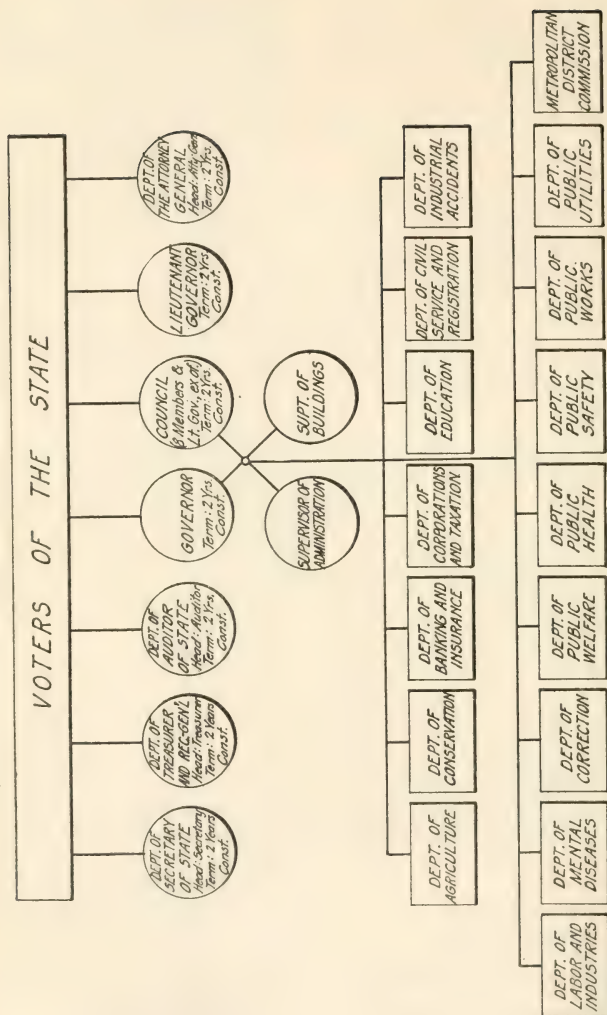 VOTERS OF THE STATE
DEPT. OF
SECRETARY
OF STATE
Head: Secretary
Term: 2 Years
Const.
DEPT. OF
TREASURER
AND REC-GEN'L
Head: Treasurer
Term: 2 Years
Const.
DEPT. OF
AUDITOR
OF STATE
Head: Auditor
Term: 2 Yrs.
Const.
GOVERNOR
Term: 2 Yrs.
Const.
COUNCIL
(8 Members &
Lt. Gov., ex of.)
Term: 2 Yrs.
Const.
LIEUTENANT
GOVERNOR
Term: 2 Yrs.
Const.
DEPT. OF
THE ATTORNEY
GENERAL
Head: Atty. Gen.
Term: 2 Yrs.
Const.
SUPERVISOR OF
ADMINISTRATION
SUPT. OF
BUILDINGS
DEPT. OF
AGRICULTURE
DEPT. OF
CONSERVATION
DEPT. OF
BANKING AND
INSURANCE
DEPT. OF
CORPORATIONS
AND TAXATION
DEPT. OF
EDUCATION
DEPT. OF CIVIL
SERVICE AND
REGISTRATION
DEPT. OF
INDUSTRIAL
ACCIDENTS
DEPT. OF
LABOR AND
INDUSTRIES
DEPT. OF
MENTAL
DISEASES
DEPT. OF
CORRECTION
DEPT. OF
PUBLIC
WELFARE
DEPT. OF
PUBLIC
HEALTH
DEPT. OF
PUBLIC
SAFETY
DEPT. OF
PUBLIC.
WORKS
DEPT. OF
PUBLIC
UTILITIES
METROPOLITAN
DISTRICT
COMMISSION